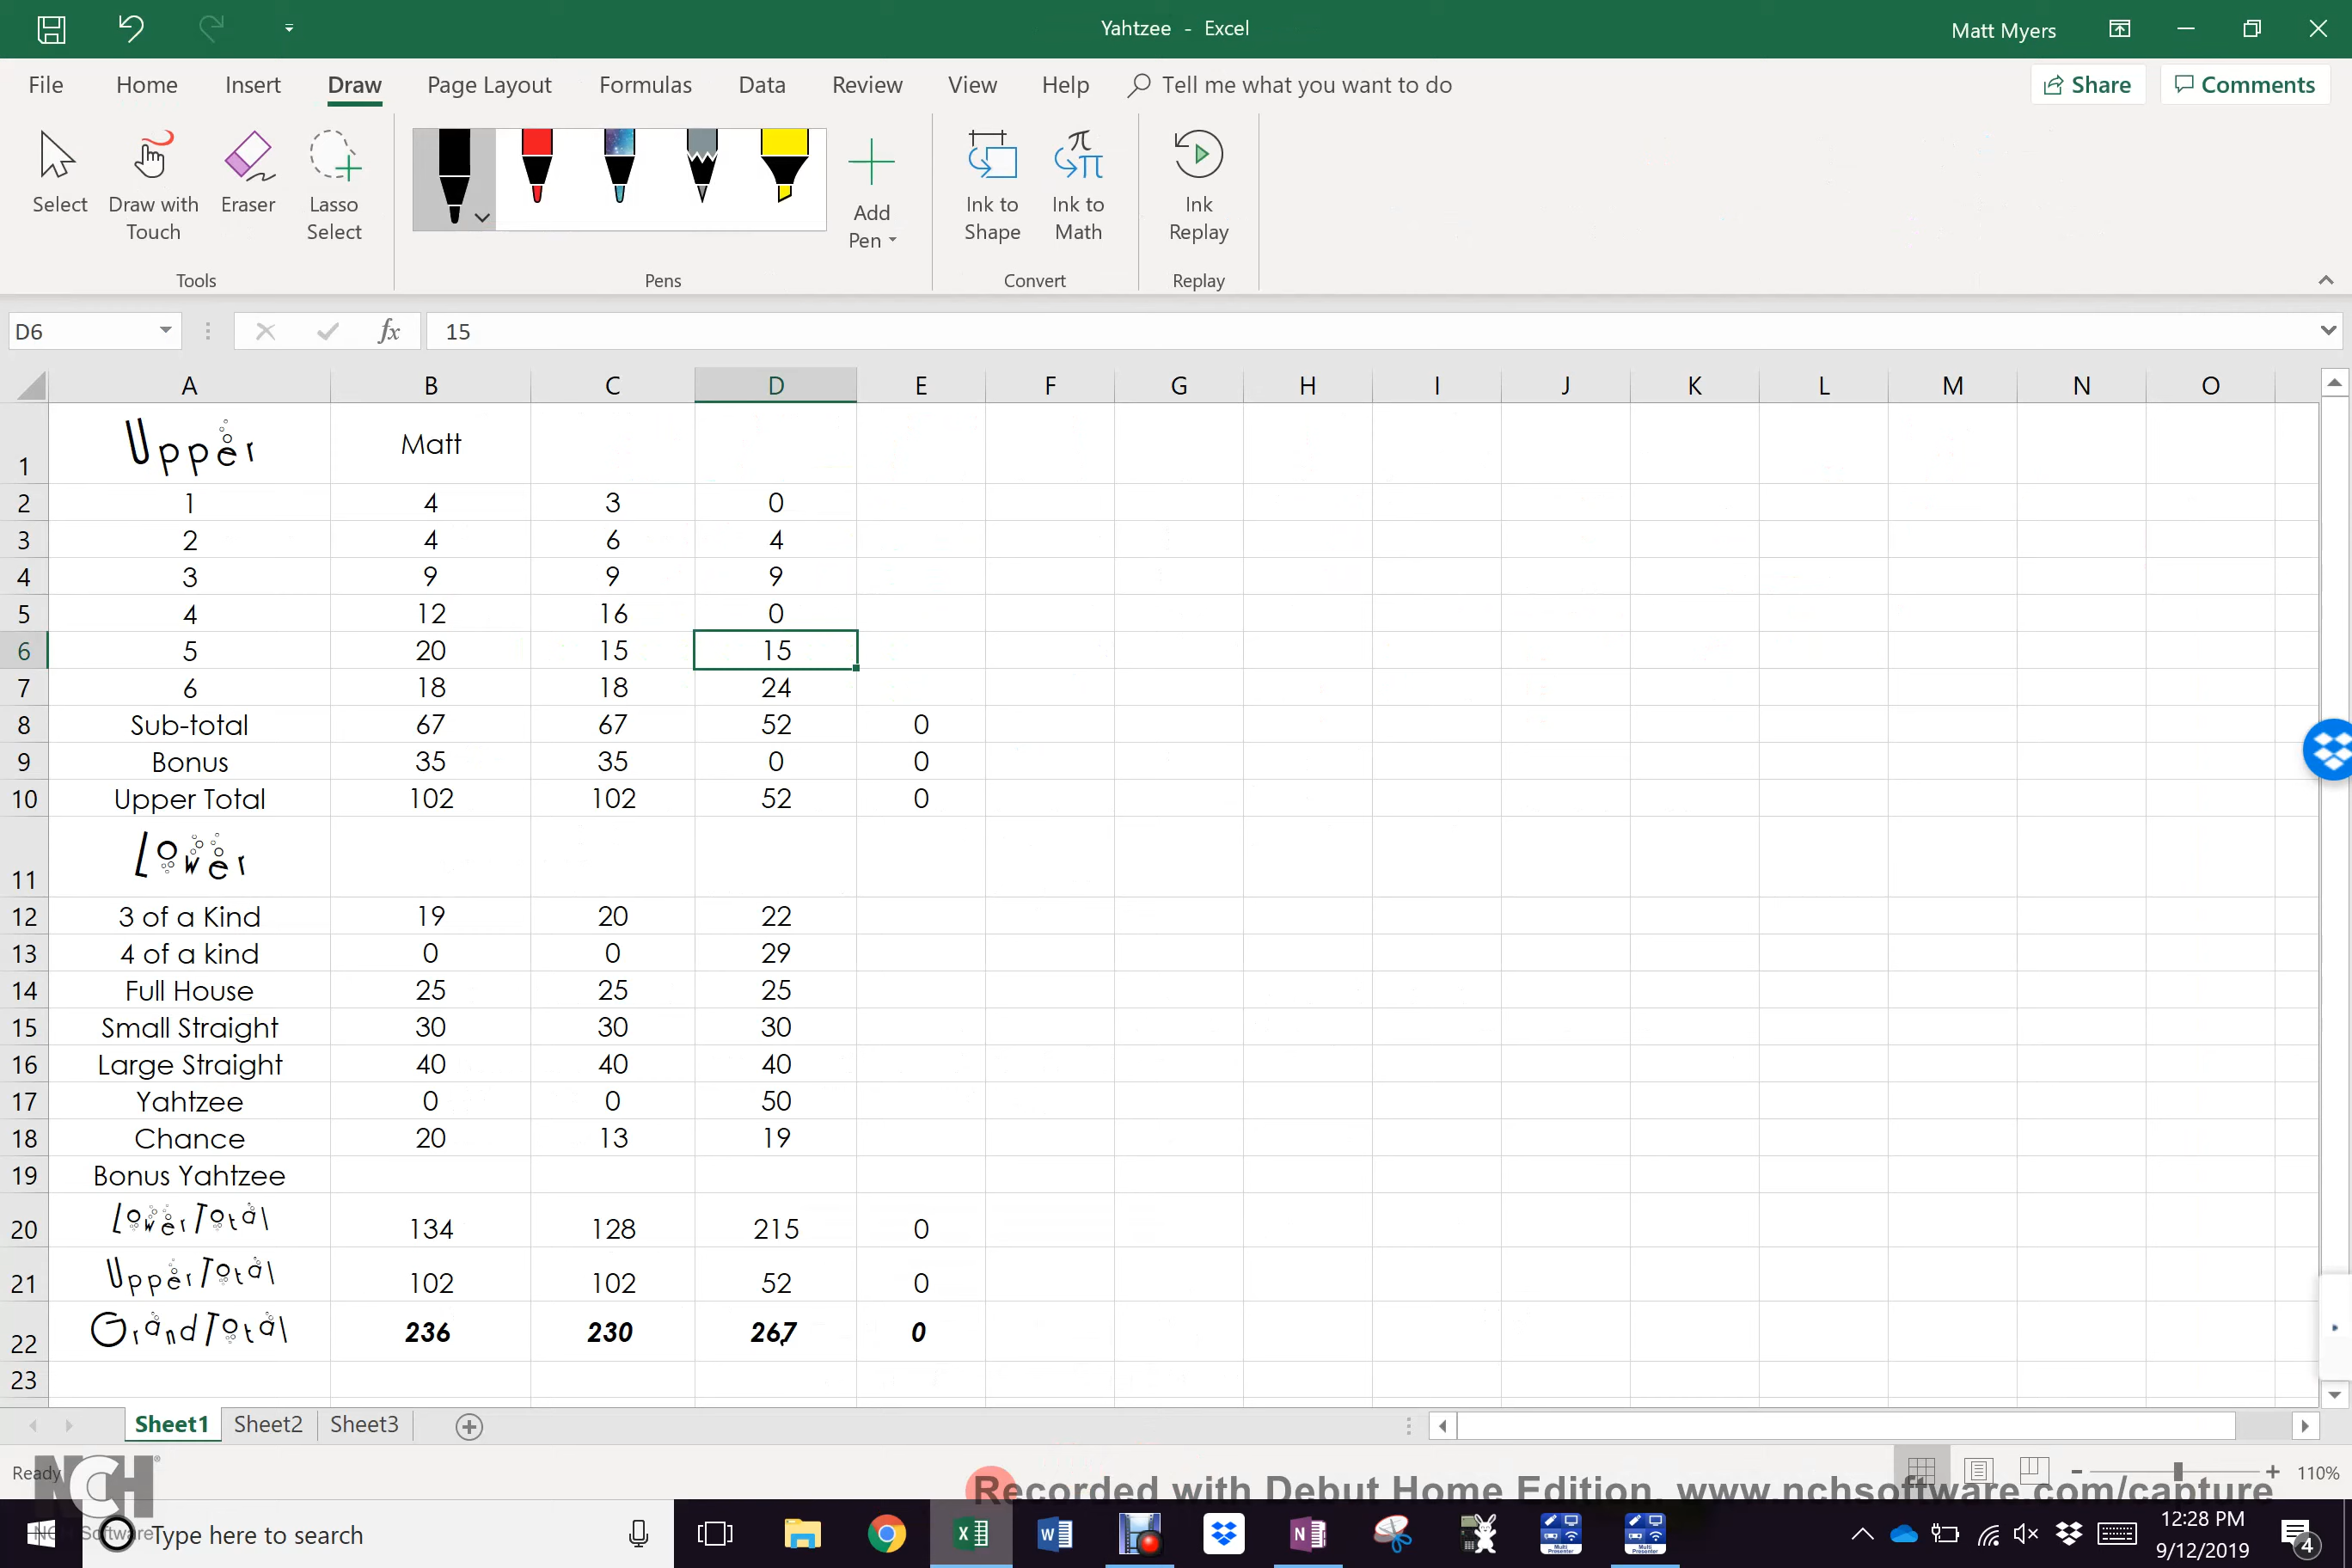 Yahtzee - Excel
Matt Myers
File Home Insert Draw Page Layout Formulas Data Review View Help Tell me what you want to do
Share Comments
Select Draw with Touch Eraser Lasso Select
Add Pen
Ink to Shape Ink to Math Ink Replay
Tools Pens Convert Replay
D6 fx 15
A B C D E F G H I J K L M N O
1 Upper Matt
2 1 4 3 0
3 2 4 6 4
4 3 9 9 9
5 4 12 16 0
6 5 20 15 15
7 6 18 18 24
8 Sub-total 67 67 52 0
9 Bonus 35 35 0 0
10 Upper Total 102 102 52 0
11 Lower
12 3 of a Kind 19 20 22
13 4 of a kind 0 0 29
14 Full House 25 25 25
15 Small Straight 30 30 30
16 Large Straight 40 40 40
17 Yahtzee 0 0 50
18 Chance 20 13 19
19 Bonus Yahtzee
20 Lower Total 134 128 215 0
21 Upper Total 102 102 52 0
22 Grand Total 236 230 267 0
23
Sheet1 Sheet2 Sheet3
Ready
110%
NCH
NCH Software
Recorded with Debut Home Edition. www.nchsoftware.com/capture
Type here to search
12:28 PM
9/12/2019
4